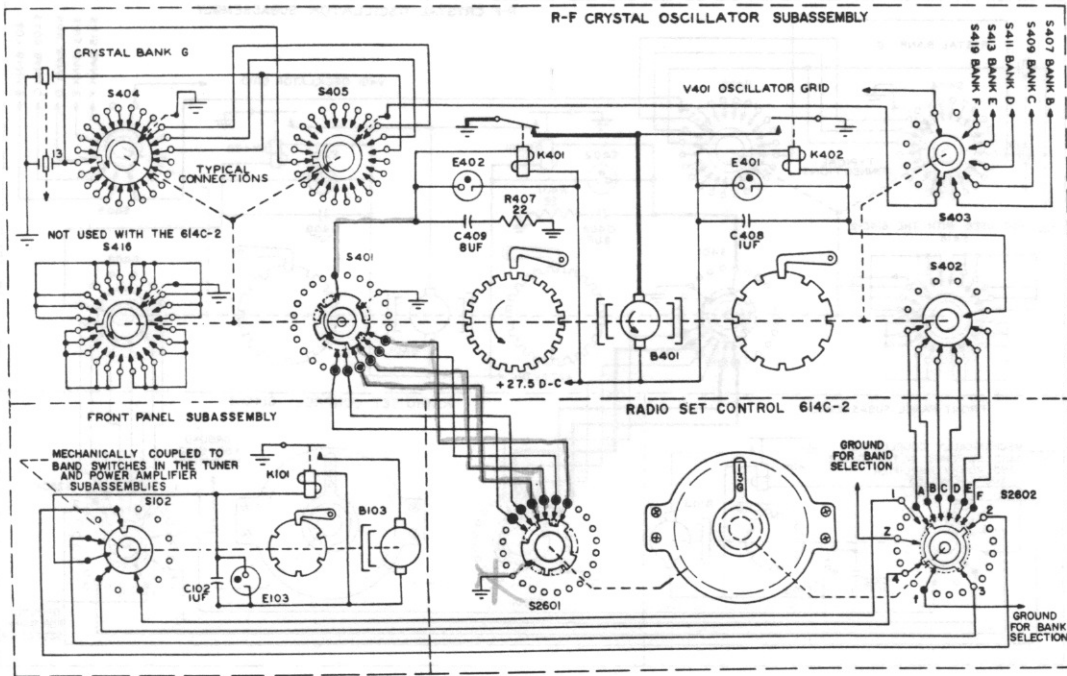 R-F CRYSTAL OSCILLATOR SUBASSEMBLY
CRYSTAL BANK G
S404
S405
V401 OSCILLATOR GRID
S419 BANK F
S413 BANK E
S411 BANK D
S409 BANK C
S407 BANK B
13
TYPICAL
CONNECTIONS
E402
K401
E401
K402
S403
R407
22
C409
8UF
C408
1UF
NOT USED WITH THE 614C-2
S416
S401
S402
B401
+27.5 D-C
FRONT PANEL SUBASSEMBLY
RADIO SET CONTROL 614C-2
MECHANICALLY COUPLED TO
BAND SWITCHES IN THE TUNER
AND POWER AMPLIFIER
SUBASSEMBLIES
S102
K101
B103
C102
1UF
E103
S2601
13
G
GROUND
FOR BAND
SELECTION
A B C D E F
S2602
1
2
Z
4
3
f
GROUND
FOR BANK
SELECTION